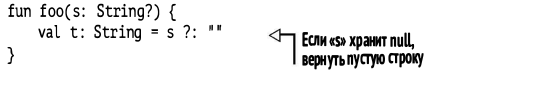 fun foo(s: String?) {
    val t: String = s ?: ""
}
Если «s» хранит null,
вернуть пустую строку